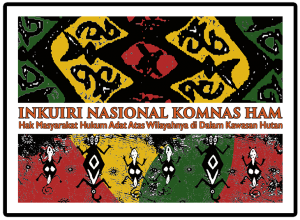 INKUIRI NASIONAL KOMNAS HAM
Hak Masyarakat Hukum Adat Atas Wilayahnya di Dalam Kawasan Hutan